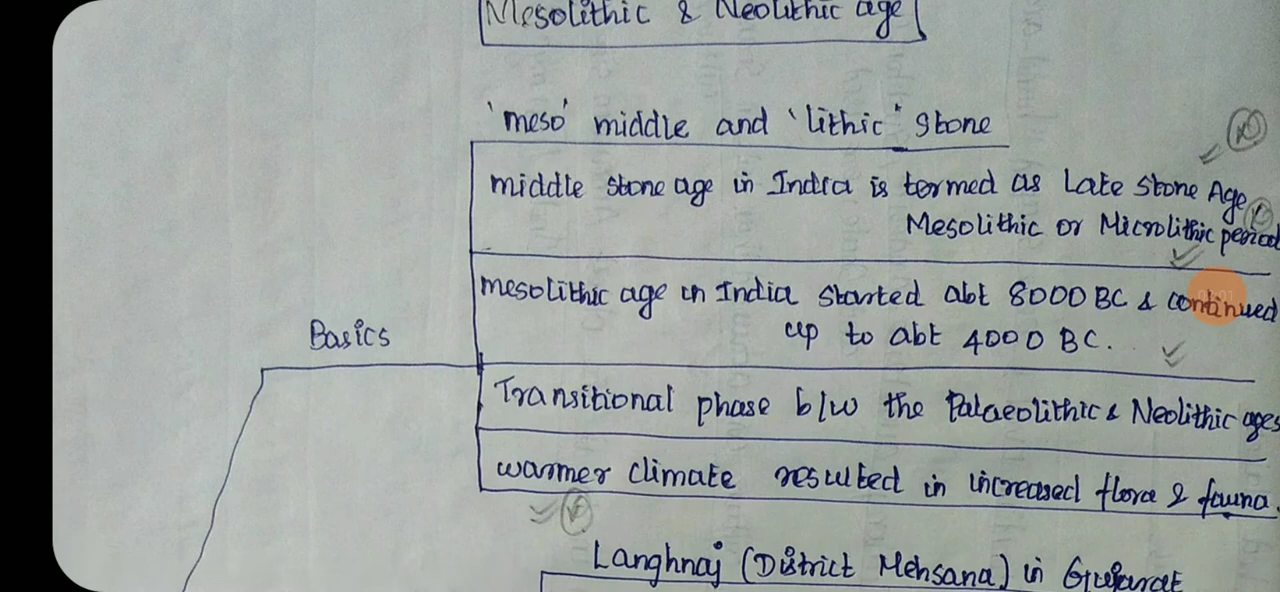 Mesolithic & Neolithic age
'meso' middle and 'lithic' stone
middle stone age in India is termed as Late Stone Age,
Mesolithic or Microlithic period
mesolithic age in India started abt 8000 BC & continued
up to abt 4000 BC.
Basics
Transitional phase b/w the Palaeolithic & Neolithic ages
warmer climate resulted in increased flora & fauna.
Langhnaj (District Mehsana) in Gujarat